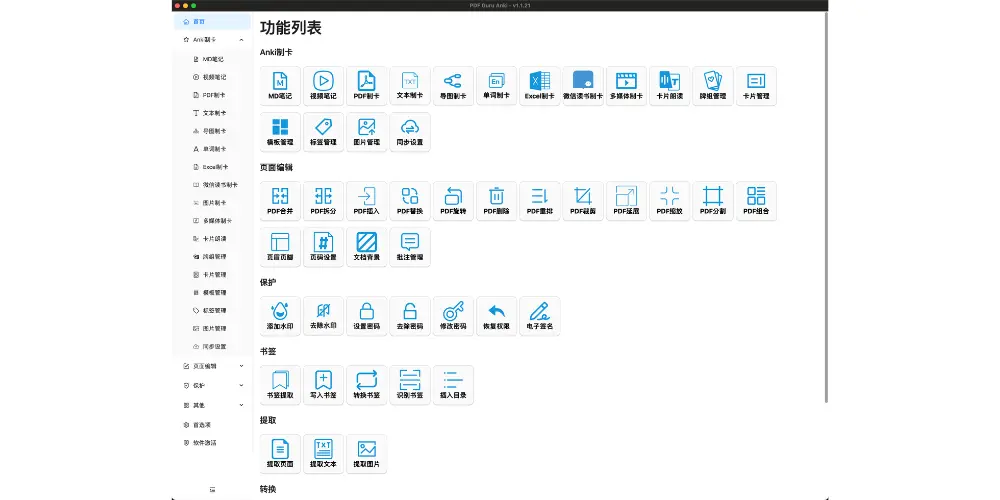 PDF Guru Anki - v1.1.21
首页
Anki制卡
MD笔记
视频笔记
PDF制卡
文本制卡
导图制卡
单词制卡
Excel制卡
微信读书制卡
图片制卡
多媒体制卡
卡片朗读
牌组管理
卡片管理
模板管理
标签管理
图片管理
同步设置
页面编辑
保护
其他
首选项
软件激活
功能列表
Anki制卡
MD笔记 视频笔记 PDF制卡 文本制卡 导图制卡 单词制卡 Excel制卡 微信读书制卡 多媒体制卡 卡片朗读 牌组管理 卡片管理
模板管理 标签管理 图片管理 同步设置
页面编辑
PDF合并 PDF拆分 PDF插入 PDF替换 PDF旋转 PDF删除 PDF重排 PDF裁剪 PDF延展 PDF缩放 PDF分割 PDF组合
页眉页脚 页码设置 文档背景 批注管理
保护
添加水印 去除水印 设置密码 去除密码 修改密码 恢复权限 电子签名
书签
书签提取 写入书签 转换书签 识别书签 插入目录
提取
提取页面 提取文本 提取图片
转换